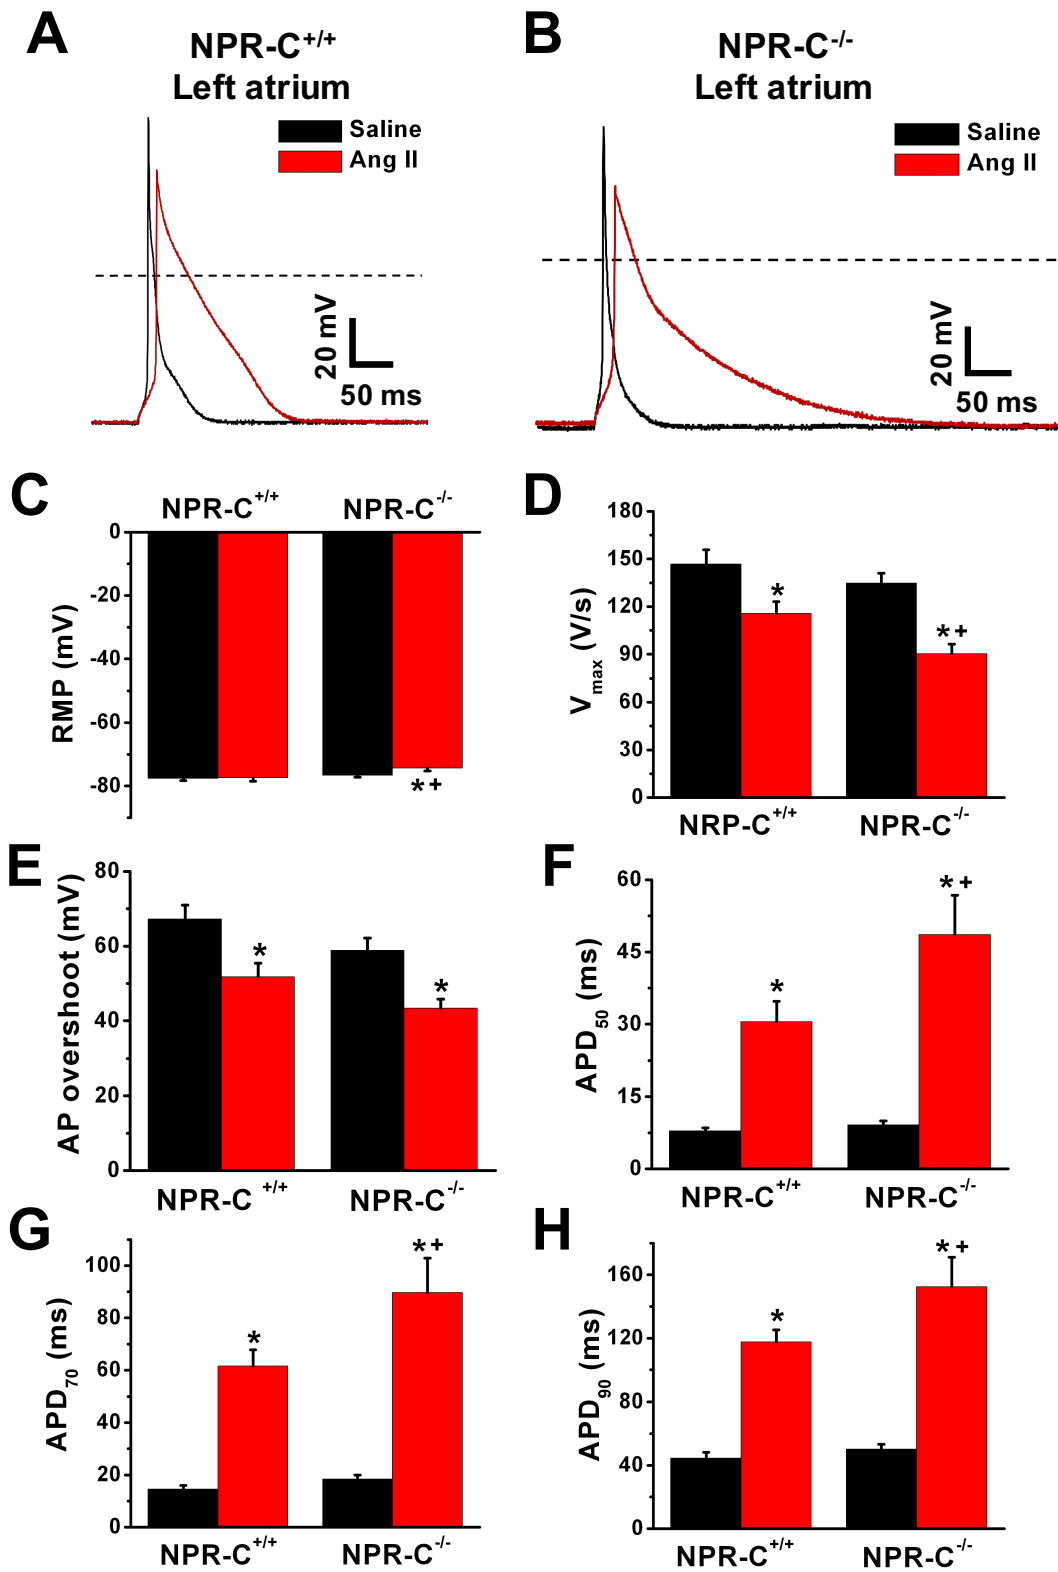 A
NPR-C+/+
Left atrium
Saline
Ang II
20 mV
50 ms
B
NPR-C-/-
Left atrium
Saline
Ang II
20 mV
50 ms
C
NPR-C+/+
NPR-C-/-
0
-20
-40
-60
-80
RMP (mV)
*+
D
180
150
120
90
60
30
0
Vmax (V/s)
*
*+
NRP-C+/+
NPR-C-/-
E
80
60
40
20
0
AP overshoot (mV)
*
*
NPR-C +/+
NPR-C-/-
F
60
45
30
15
0
APD50 (ms)
*
*+
NPR-C+/+
NPR-C-/-
G
100
80
60
40
20
0
APD70 (ms)
*
*+
NPR-C+/+
NPR-C-/-
H
160
120
80
40
0
APD90 (ms)
*
*+
NPR-C+/+
NPR-C-/-